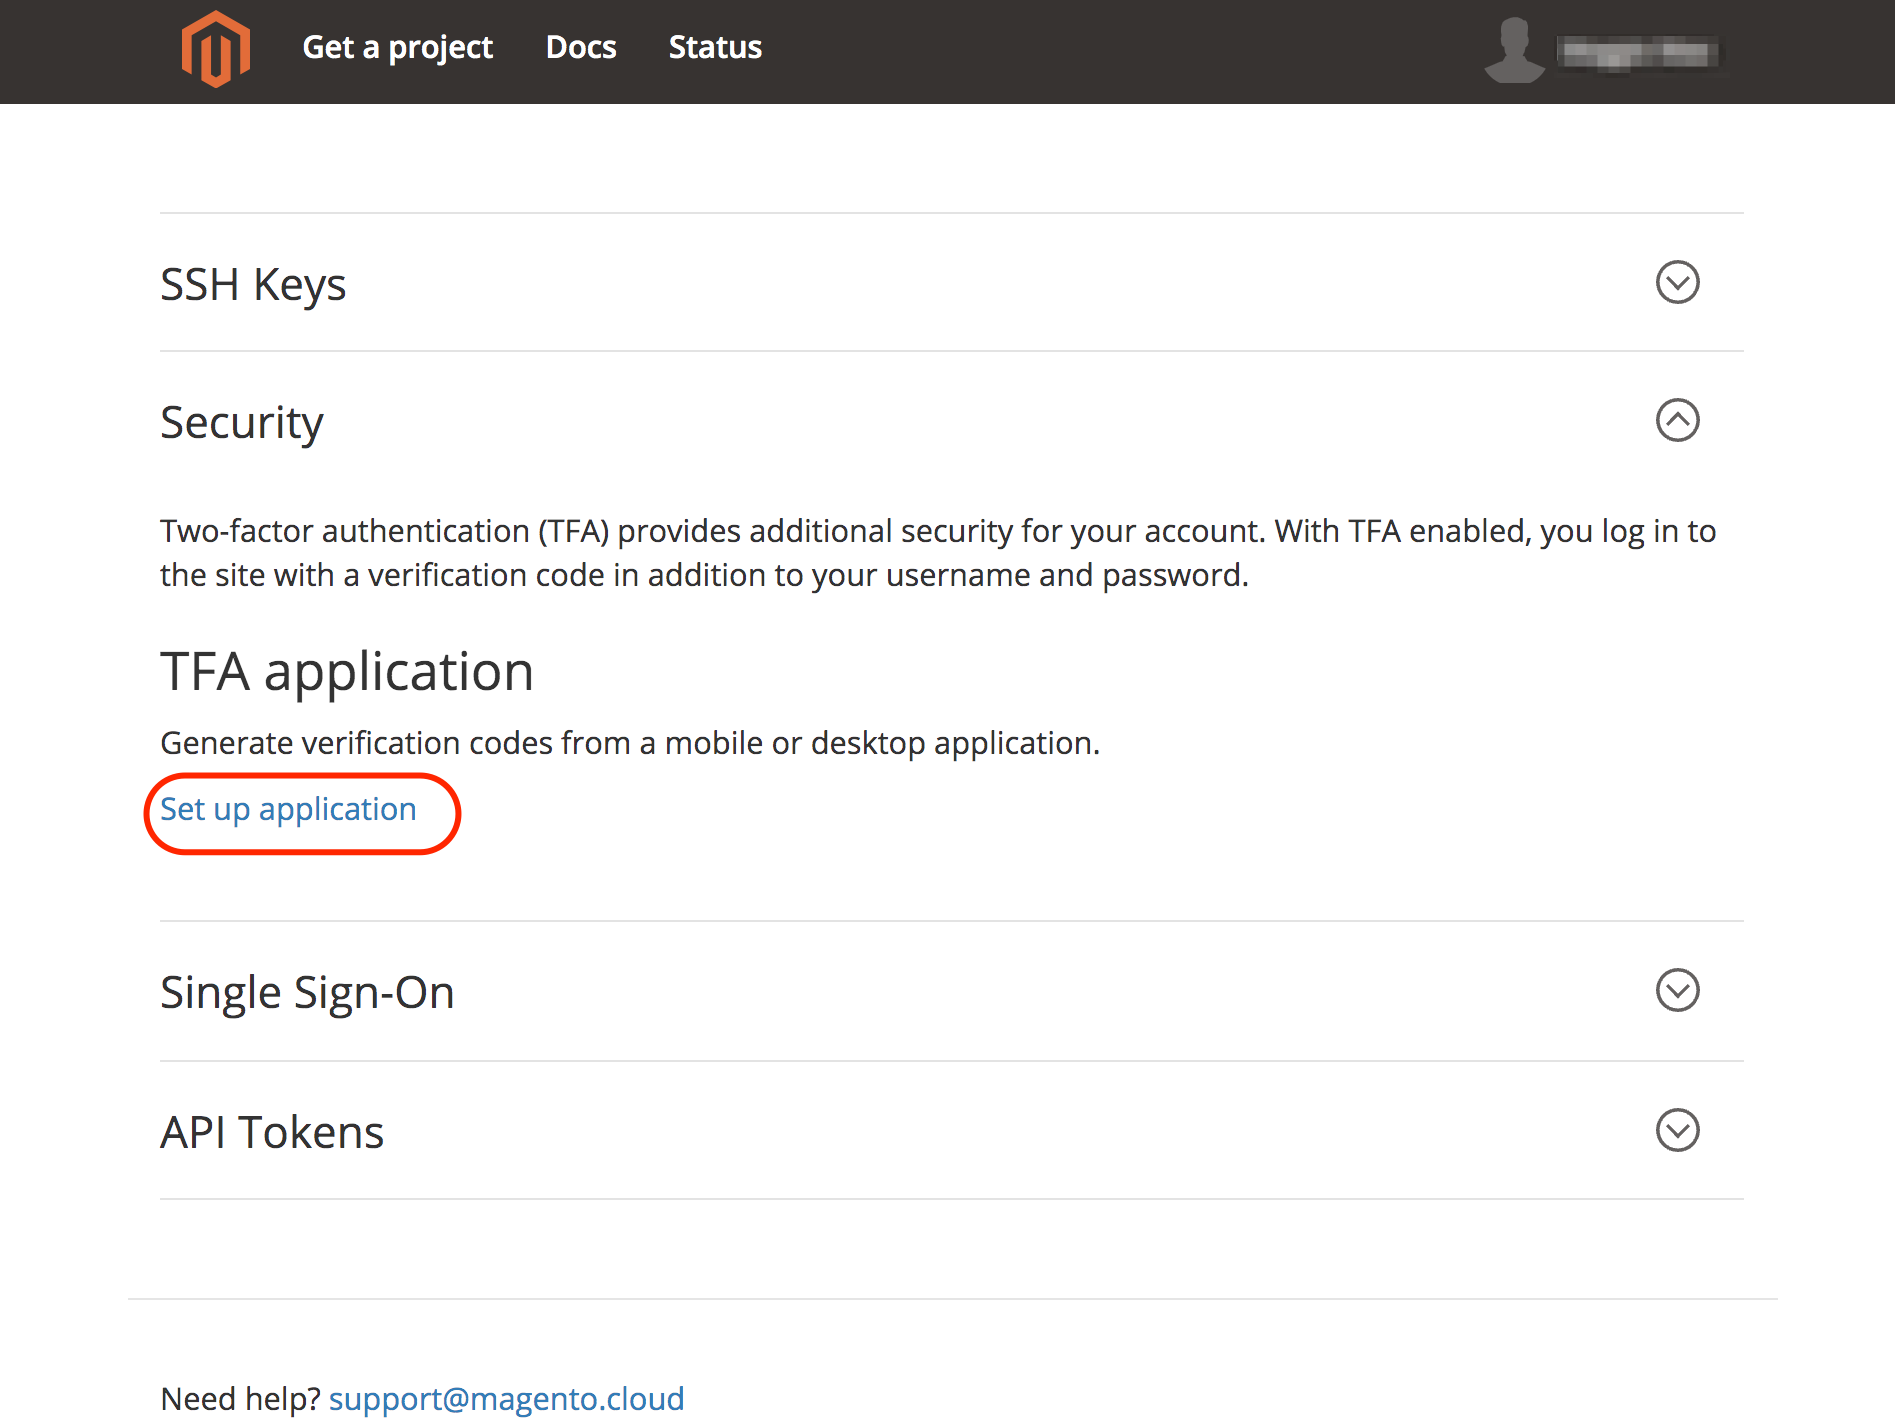 Get a project Docs Status
SSH Keys
Security
Two-factor authentication (TFA) provides additional security for your account. With TFA enabled, you log in to
the site with a verification code in addition to your username and password.
TFA application
Generate verification codes from a mobile or desktop application.
Set up application
Single Sign-On
API Tokens
Need help? support@magento.cloud